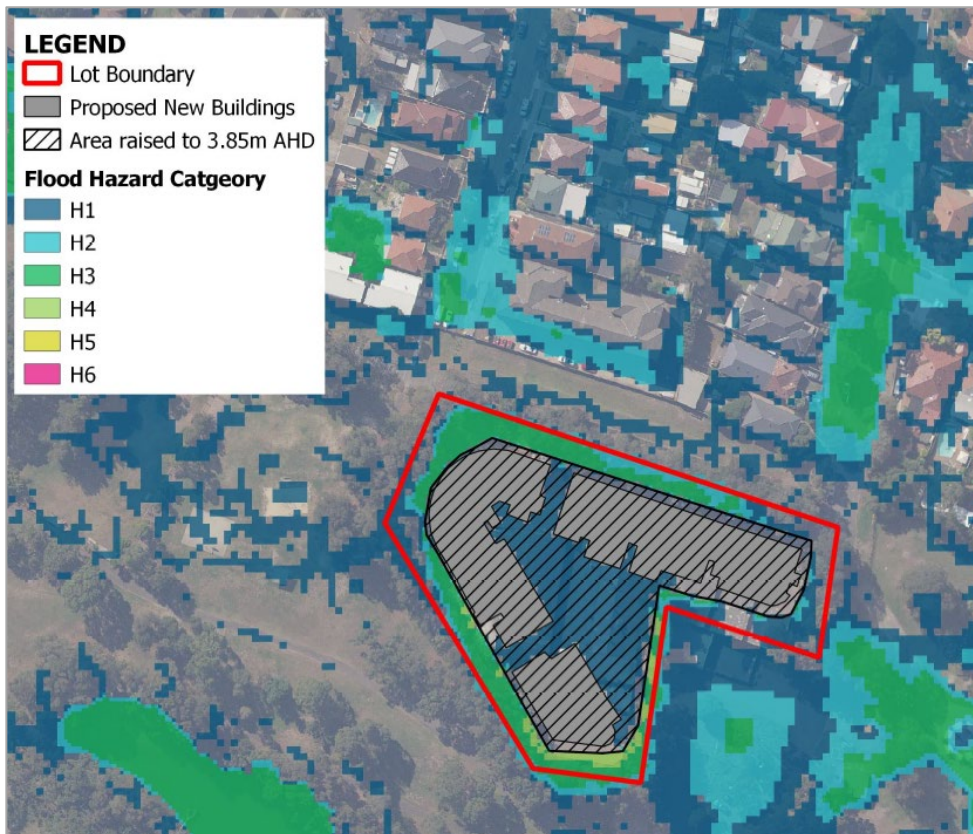 LEGEND
Lot Boundary
Proposed New Buildings
Area raised to 3.85m AHD
Flood Hazard Catgeory
H1
H2
H3
H4
H5
H6